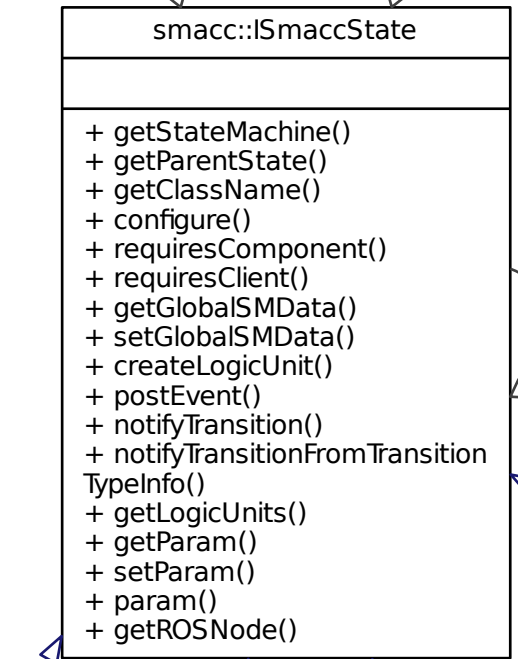 smacc::ISmaccState
+ getStateMachine()
+ getParentState()
+ getClassName()
+ configure()
+ requiresComponent()
+ requiresClient()
+ getGlobalSMData()
+ setGlobalSMData()
+ createLogicUnit()
+ postEvent()
+ notifyTransition()
+ notifyTransitionFromTransition
TypeInfo()
+ getLogicUnits()
+ getParam()
+ setParam()
+ param()
+ getROSNode()